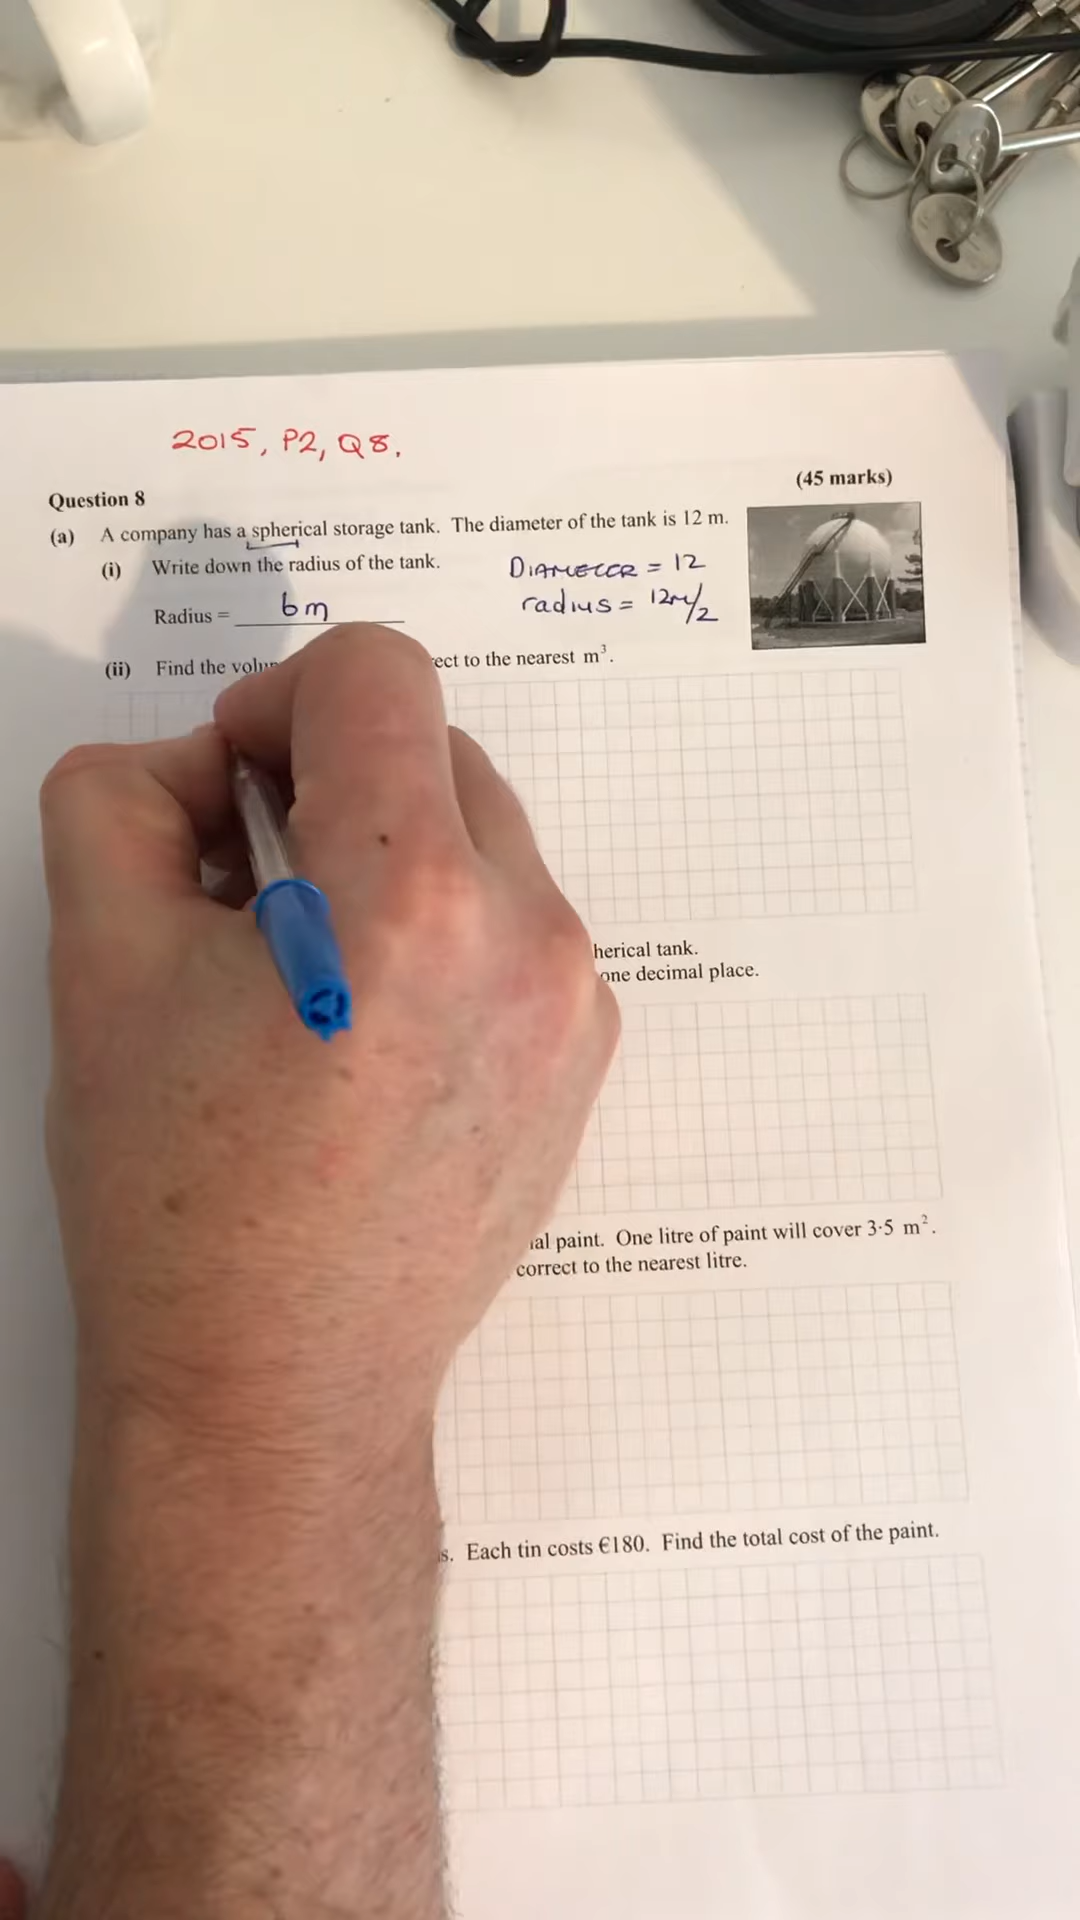 2015, P2, Q8.
(45 marks)
Question 8
(a) A company has a spherical storage tank. The diameter of the tank is 12 m.
(i) Write down the radius of the tank.
DIAMETER = 12
Radius = 6m
radius = 12m/2
(ii) Find the ect to the nearest m³.
herical tank.
one decimal place.
paint. One litre of paint will cover 3·5 m².
correct to the nearest litre.
s. Each tin costs €180. Find the total cost of the paint.